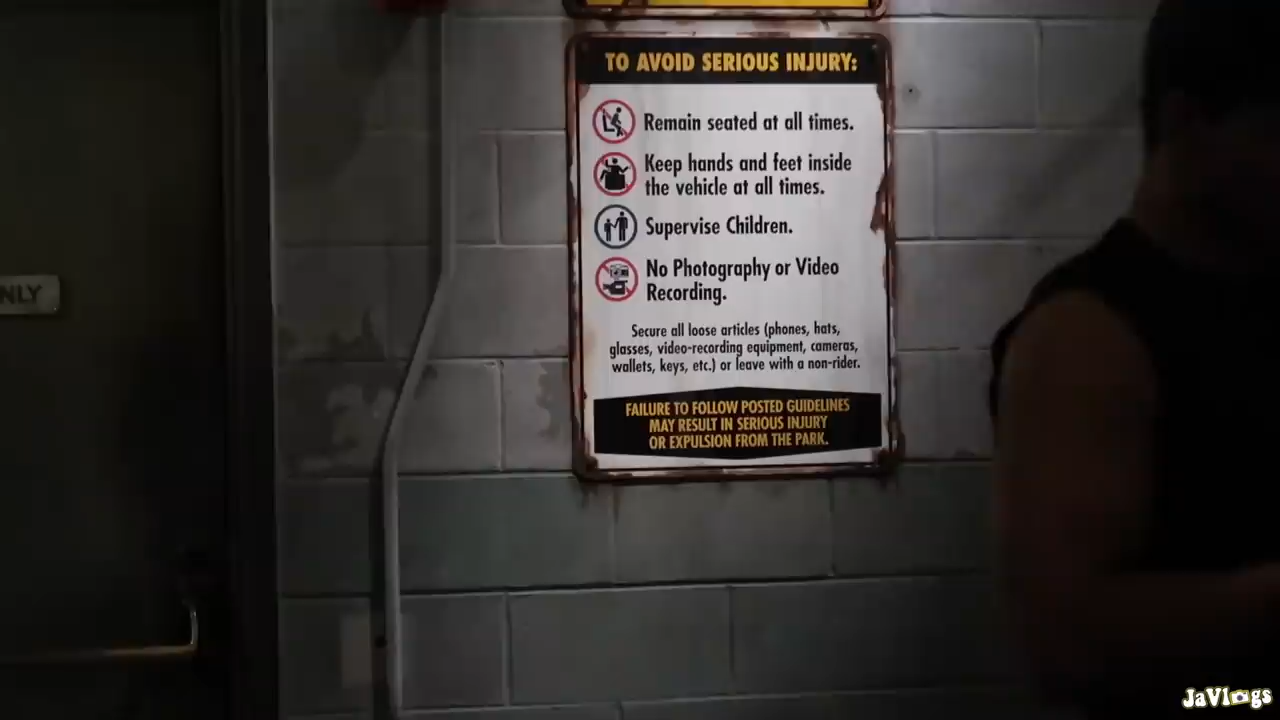 TO AVOID SERIOUS INJURY:
Remain seated at all times.
Keep hands and feet inside
the vehicle at all times.
Supervise Children.
No Photography or Video
Recording.
Secure all loose articles (phones, hats,
glasses, video-recording equipment, cameras,
wallets, keys, etc.) or leave with a non-rider.
FAILURE TO FOLLOW POSTED GUIDELINES
MAY RESULT IN SERIOUS INJURY
OR EXPULSION FROM THE PARK.
NLY
JaVlogs